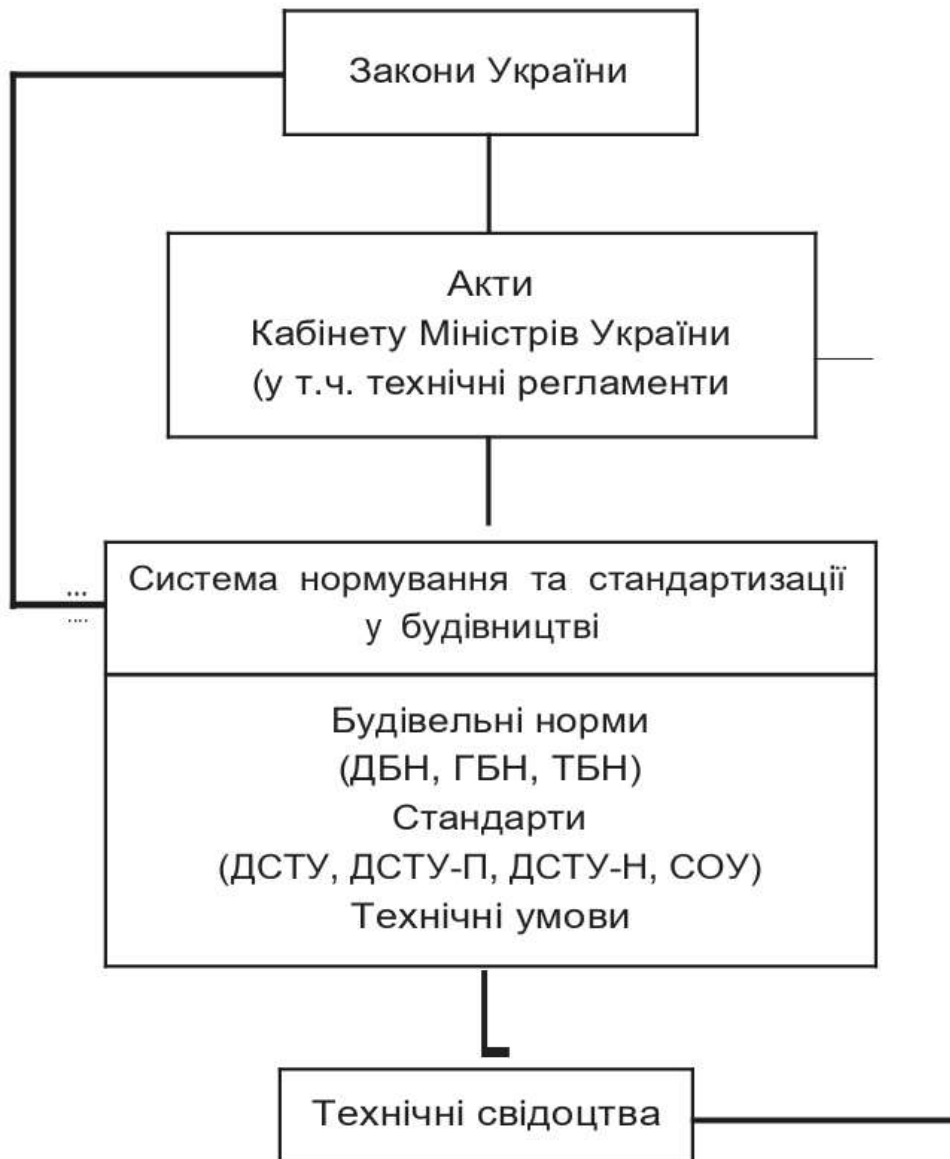 Закони України
Акти
Кабінету Міністрів України
(у т.ч. технічні регламенти
Система нормування та стандартизації
у будівництві
...
....
Будівельні норми
(ДБН, ГБН, ТБН)
Стандарти
(ДСТУ, ДСТУ-П, ДСТУ-Н, СОУ)
Технічні умови
Технічні свідоцтва